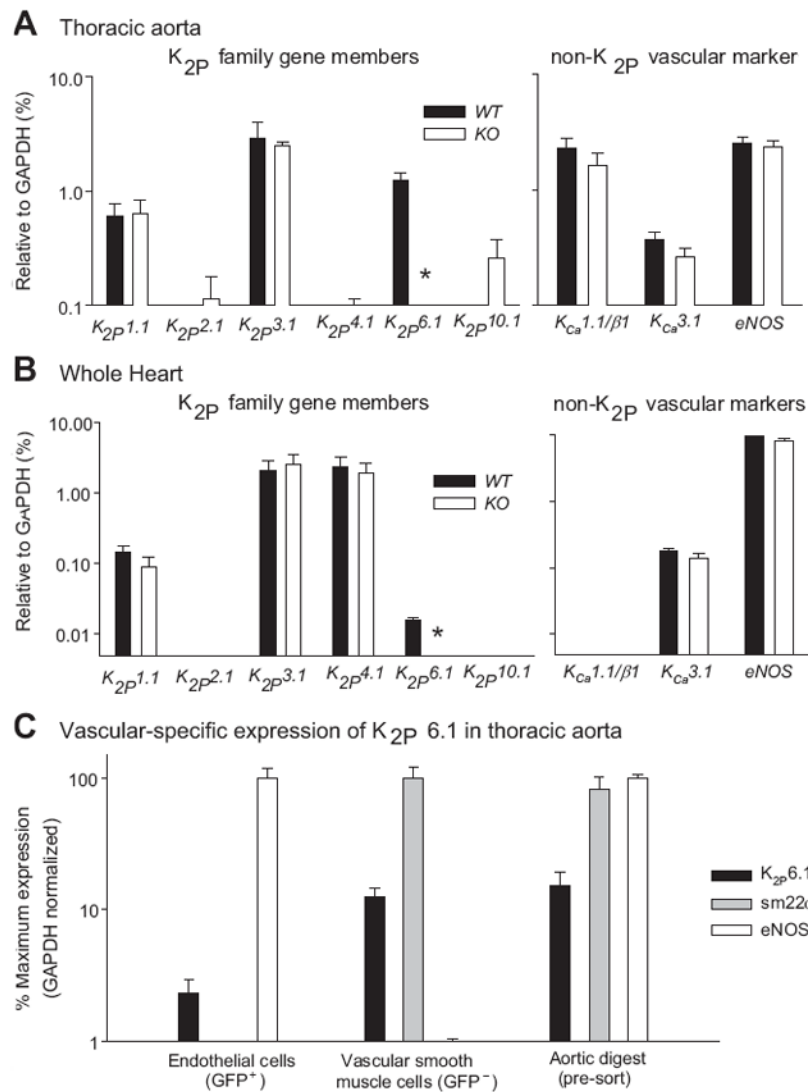 A Thoracic aorta
K2P family gene members
non-K2P vascular marker
Relative to GAPDH (%)
10.0
1.0
0.1
WT
KO
*
K2P1.1 K2P2.1 K2P3.1 K2P4.1 K2P6.1 K2P10.1
KCa1.1/β1 KCa3.1 eNOS
B Whole Heart
K2P family gene members
non-K2P vascular markers
Relative to GAPDH (%)
10.00
1.00
0.10
0.01
WT
KO
*
K2P1.1 K2P2.1 K2P3.1 K2P4.1 K2P6.1 K2P10.1
KCa1.1/β1 KCa3.1 eNOS
C Vascular-specific expression of K2P 6.1 in thoracic aorta
% Maximum expression
(GAPDH normalized)
100
10
1
K2P6.1
sm22α
eNOS
Endothelial cells
(GFP+)
Vascular smooth
muscle cells (GFP−)
Aortic digest
(pre-sort)